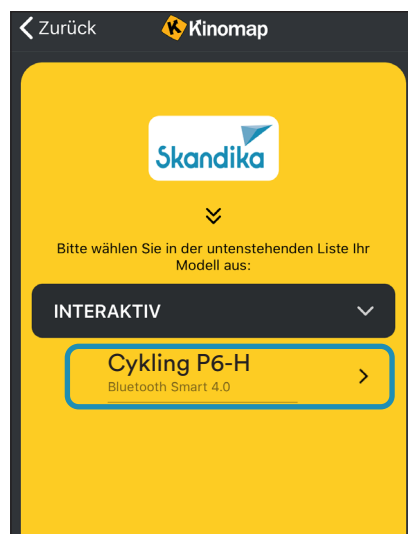 Zurück
Kinomap
Skandika
Bitte wählen Sie in der untenstehenden Liste Ihr
Modell aus:
INTERAKTIV
Cykling P6-H
Bluetooth Smart 4.0